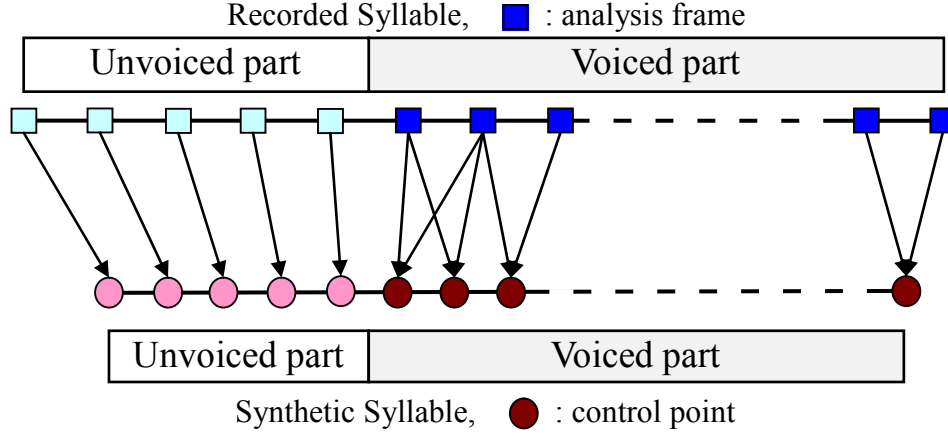 Recorded Syllable, : analysis frame
Unvoiced part Voiced part
Unvoiced part Voiced part
Synthetic Syllable, : control point